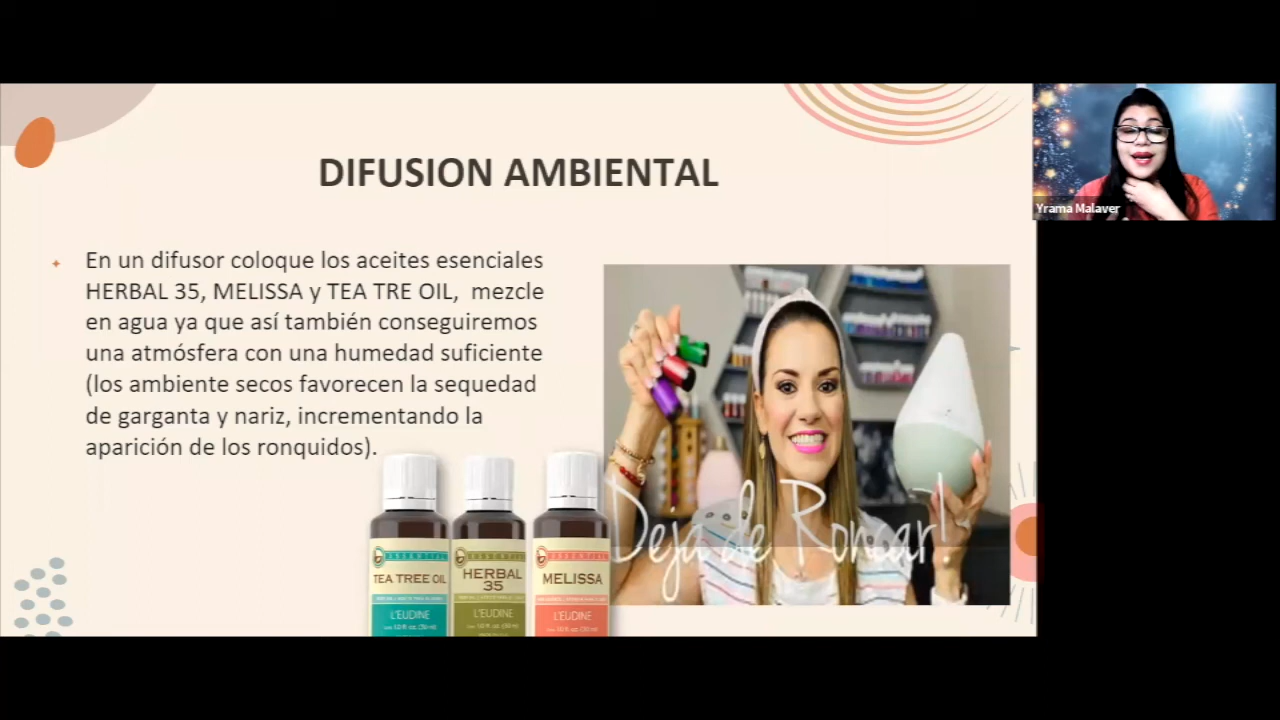 DIFUSION AMBIENTAL
Yrama Malaver
En un difusor coloque los aceites esenciales
HERBAL 35, MELISSA y TEA TRE OIL, mezcle
en agua ya que así también conseguiremos
una atmósfera con una humedad suficiente
(los ambiente secos favorecen la sequedad
de garganta y nariz, incrementando la
aparición de los ronquidos).
Deja de Roncar!
TEA TREE OIL
L'EUDINE
HERBAL
35
L'EUDINE
MELISSA
L'EUDINE